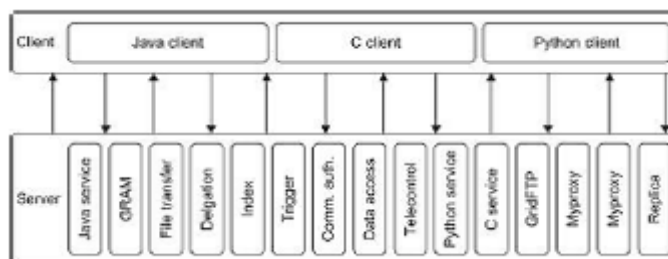 Client
Java client
C client
Python client
Server
Java service
GRAM
File transfer
Delgation
Index
Trigger
Comm. auth.
Data access
Telecontrol
Python service
C service
GridFTP
Myproxy
Myproxy
Replica